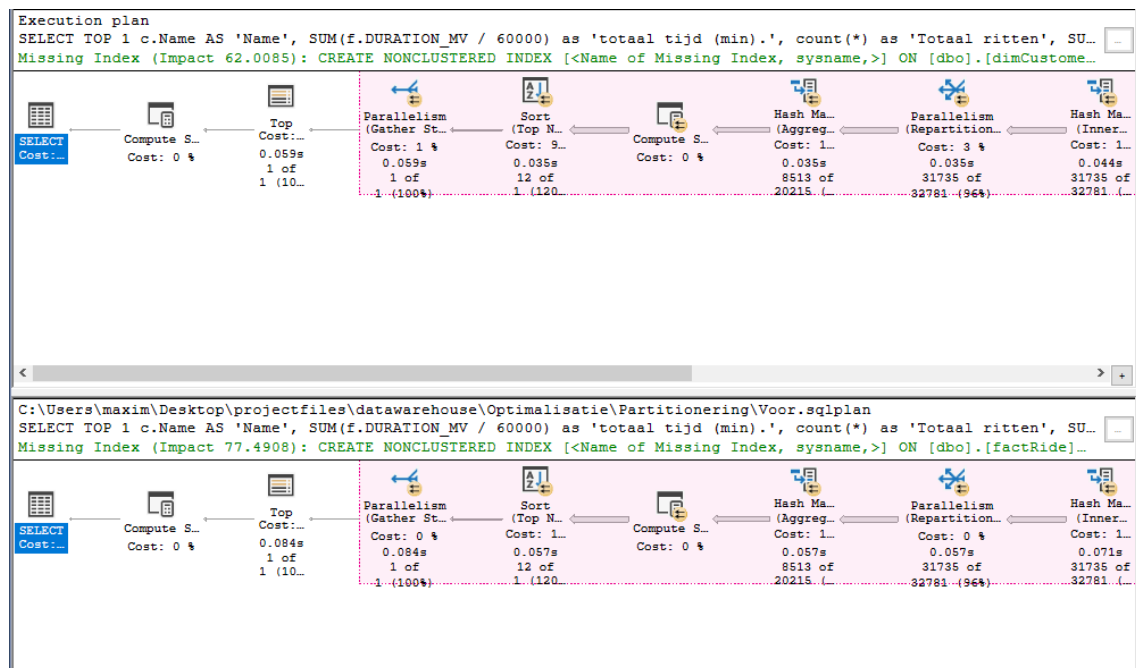 Execution plan
SELECT TOP 1 c.Name AS 'Name', SUM(f.DURATION_MV / 60000) as 'totaal tijd (min).', count(*) as 'Totaal ritten', SU…
Missing Index (Impact 62.0085): CREATE NONCLUSTERED INDEX [<Name of Missing Index, sysname,>] ON [dbo].[dimCustome…
SELECT
Cost:…
Compute S…
Cost: 0 %
Top
Cost:…
0.059s
1 of
1 (10…
Parallelism
(Gather St…
Cost: 1 %
0.059s
1 of
1 (100%)
Sort
(Top N…
Cost: 9…
0.035s
12 of
1 (120…
Compute S…
Cost: 0 %
Hash Ma…
(Aggreg…
Cost: 1…
0.035s
8513 of
20215 (…
Parallelism
(Repartition…
Cost: 3 %
0.035s
31735 of
32781 (96%)
Hash Ma…
(Inner…
Cost: 1…
0.044s
31735 of
32781 (…
C:\Users\maxim\Desktop\projectfiles\datawarehouse\Optimalisatie\Partitionering\Voor.sqlplan
SELECT TOP 1 c.Name AS 'Name', SUM(f.DURATION_MV / 60000) as 'totaal tijd (min).', count(*) as 'Totaal ritten', SU…
Missing Index (Impact 77.4908): CREATE NONCLUSTERED INDEX [<Name of Missing Index, sysname,>] ON [dbo].[factRide]…
SELECT
Cost:…
Compute S…
Cost: 0 %
Top
Cost:…
0.084s
1 of
1 (10…
Parallelism
(Gather St…
Cost: 0 %
0.084s
1 of
1 (100%)
Sort
(Top N…
Cost: 1…
0.057s
12 of
1 (120…
Compute S…
Cost: 0 %
Hash Ma…
(Aggreg…
Cost: 1…
0.057s
8513 of
20215 (…
Parallelism
(Repartition…
Cost: 0 %
0.057s
31735 of
32781 (96%)
Hash Ma…
(Inner…
Cost: 1…
0.071s
31735 of
32781 (…